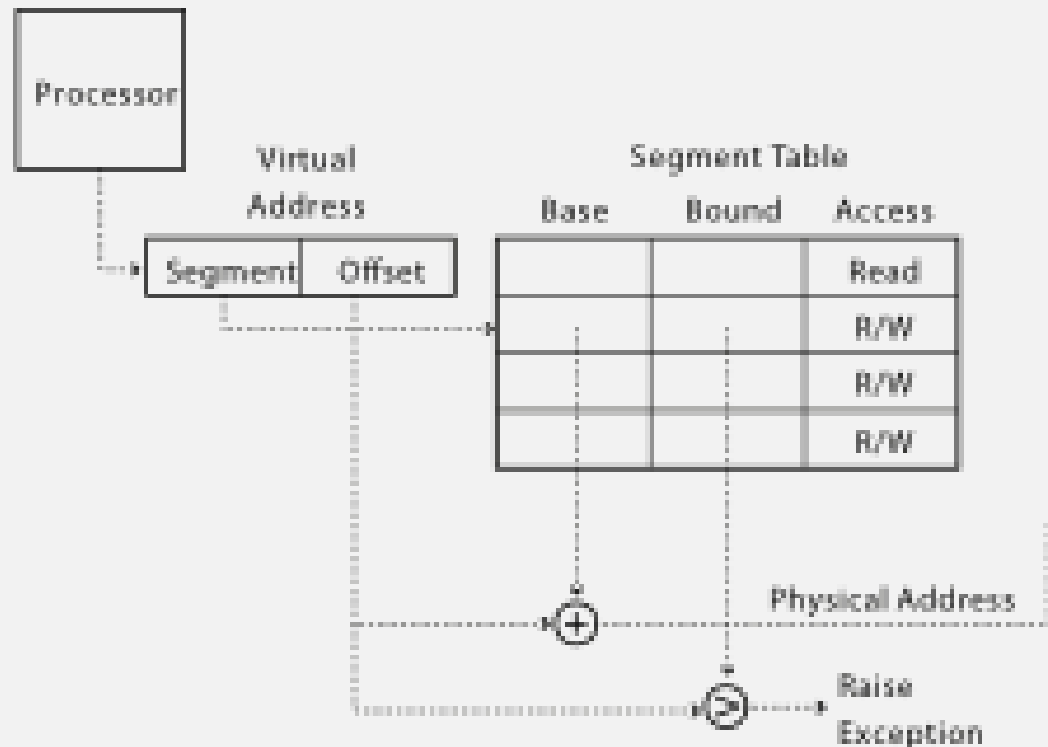 Processor
Virtual
Address
Segment Offset
Segment Table
Base Bound Access
Read
R/W
R/W
R/W
+
Physical Address
>
Raise
Exception